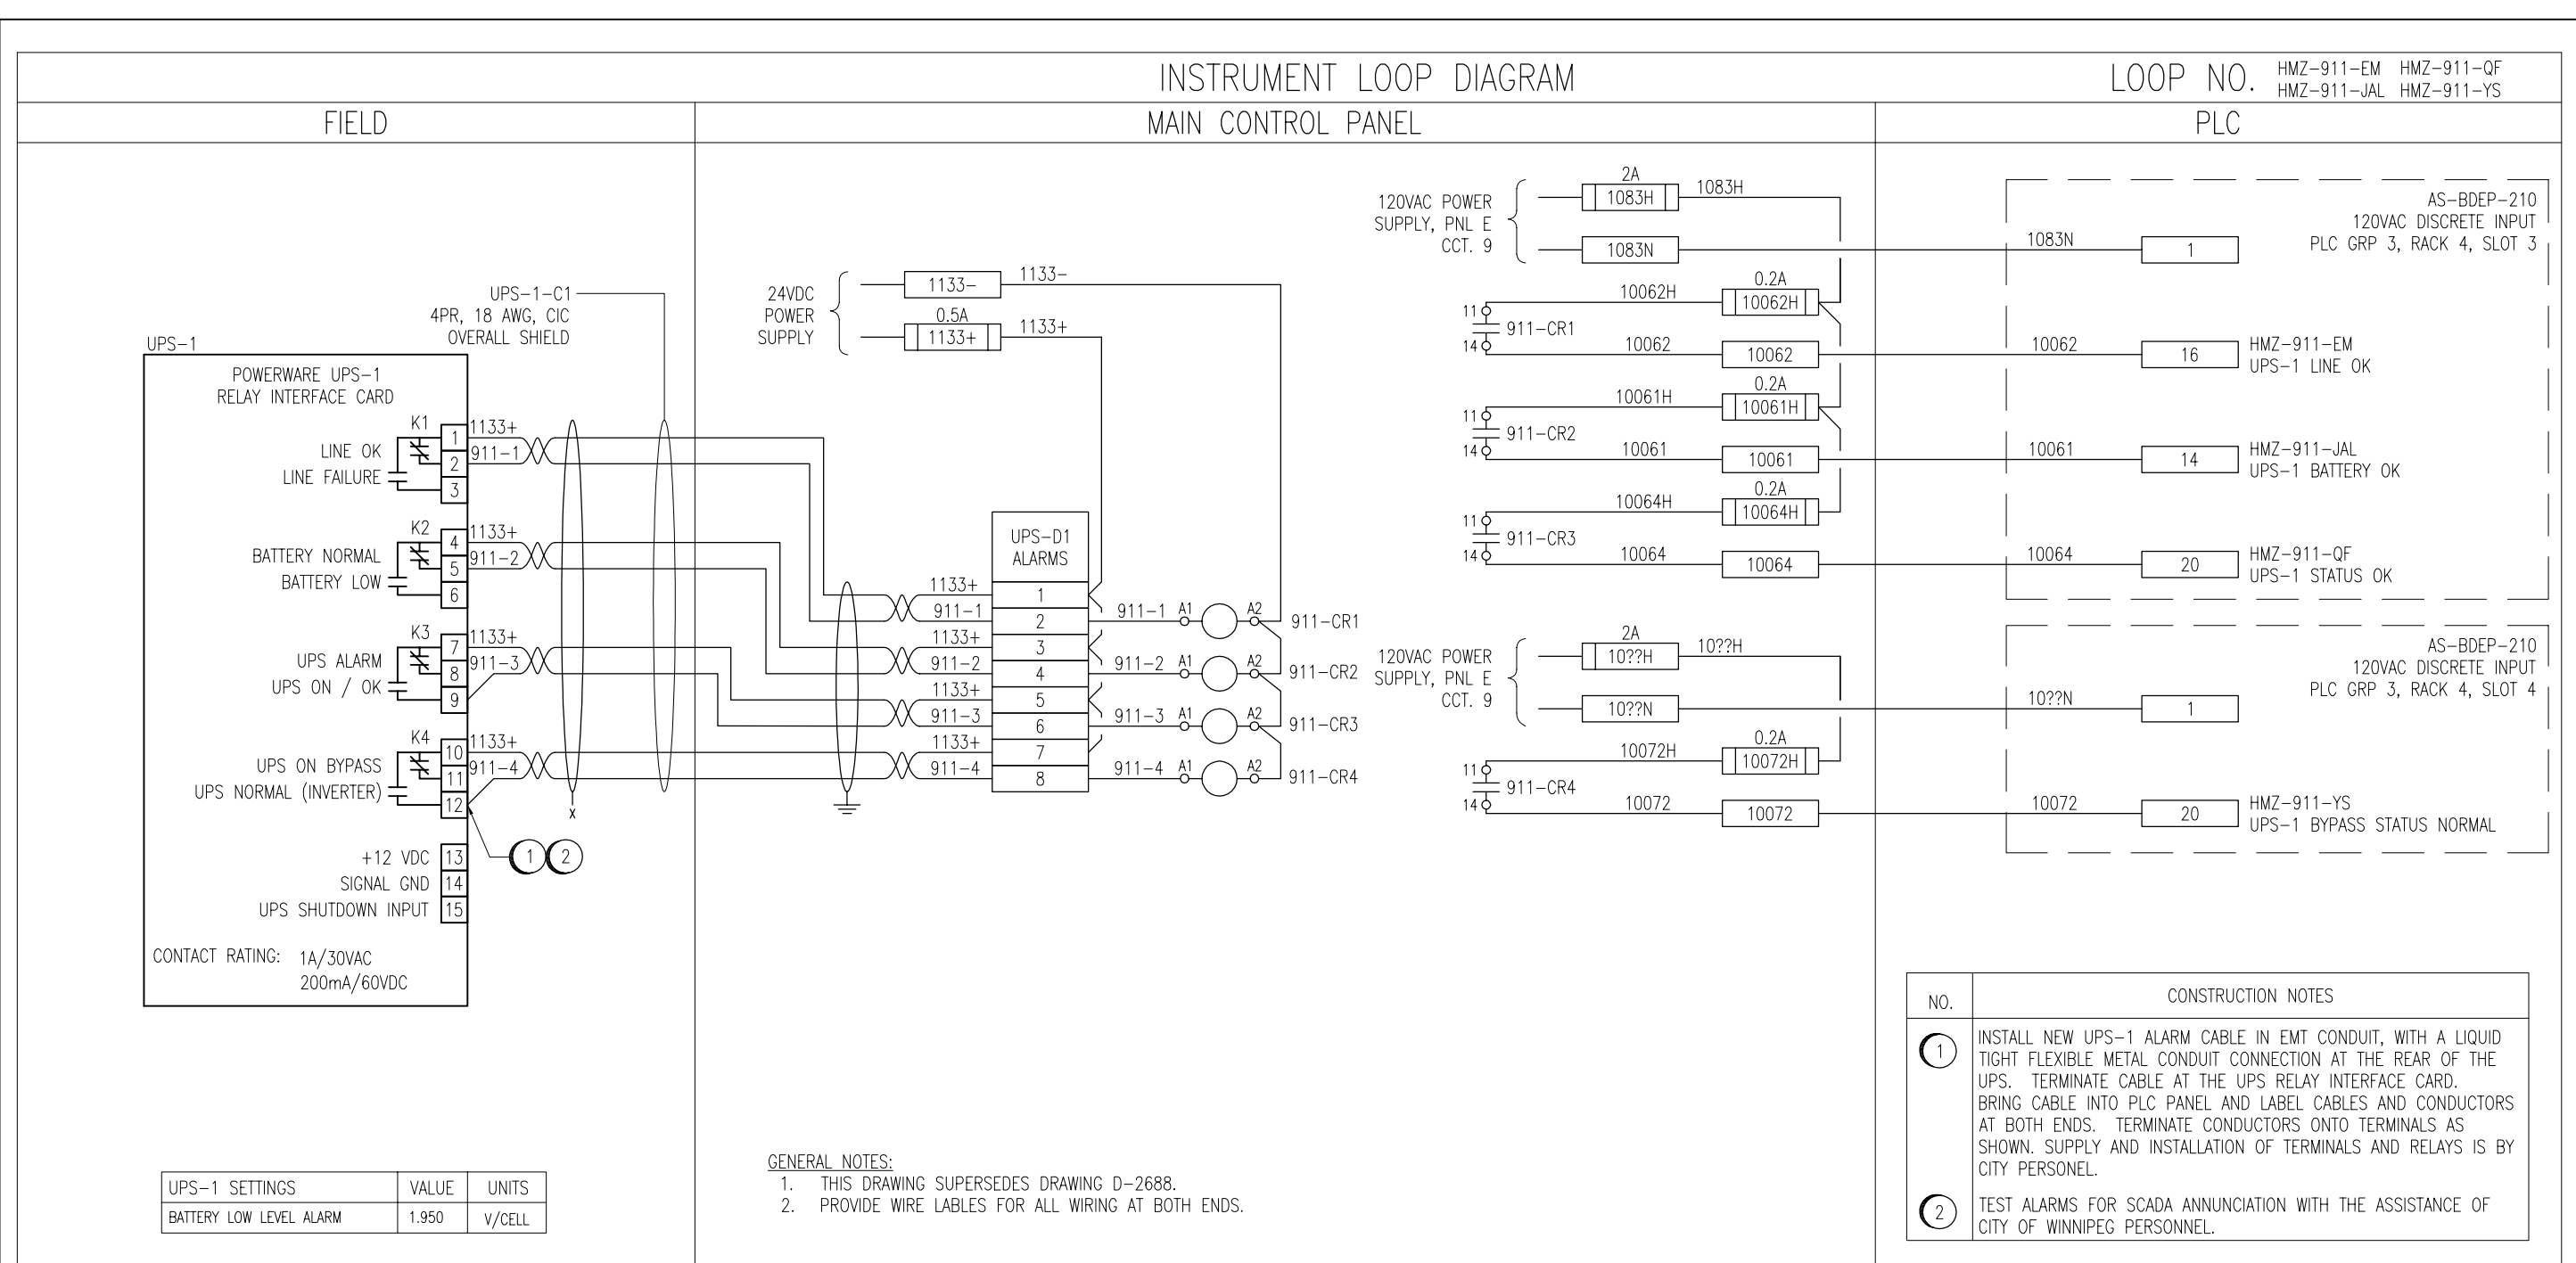 INSTRUMENT LOOP DIAGRAM
LOOP NO.
HMZ-911-EM HMZ-911-QF
HMZ-911-JAL HMZ-911-YS
FIELD
MAIN CONTROL PANEL
PLC
UPS-1-C1
4PR, 18 AWG, CIC
OVERALL SHIELD
UPS-1
POWERWARE UPS-1
RELAY INTERFACE CARD
K1
LINE OK
LINE FAILURE
1
2
3
1133+
911-1
K2
BATTERY NORMAL
BATTERY LOW
4
5
6
1133+
911-2
K3
UPS ALARM
UPS ON / OK
7
8
9
1133+
911-3
K4
UPS ON BYPASS
UPS NORMAL (INVERTER)
10
11
12
1133+
911-4
X
1
2
+12 VDC 13
SIGNAL GND 14
UPS SHUTDOWN INPUT 15
CONTACT RATING: 1A/30VAC
200mA/60VDC
UPS-1 SETTINGS VALUE UNITS
BATTERY LOW LEVEL ALARM 1.950 V/CELL
24VDC
POWER
SUPPLY
1133-
1133-
0.5A
1133+
1133+
UPS-D1
ALARMS
1133+ 1
911-1 2 911-1 A1 A2 911-CR1
1133+ 3
911-2 4 911-2 A1 A2 911-CR2
1133+ 5
911-3 6 911-3 A1 A2 911-CR3
1133+ 7
911-4 8 911-4 A1 A2 911-CR4
120VAC POWER
SUPPLY, PNL E
CCT. 9
2A
1083H
1083H
1083N
1083N
1
AS-BDEP-210
120VAC DISCRETE INPUT
PLC GRP 3, RACK 4, SLOT 3
0.2A
10062H
10062H
11
911-CR1
14
10062
10062
10062
16
HMZ-911-EM
UPS-1 LINE OK
0.2A
10061H
10061H
11
911-CR2
14
10061
10061
10061
14
HMZ-911-JAL
UPS-1 BATTERY OK
0.2A
10064H
10064H
11
911-CR3
14
10064
10064
10064
20
HMZ-911-QF
UPS-1 STATUS OK
120VAC POWER
SUPPLY, PNL E
CCT. 9
2A
10??H
10??H
10??N
10??N
1
AS-BDEP-210
120VAC DISCRETE INPUT
PLC GRP 3, RACK 4, SLOT 4
0.2A
10072H
10072H
11
911-CR4
14
10072
10072
10072
20
HMZ-911-YS
UPS-1 BYPASS STATUS NORMAL
GENERAL NOTES:
1. THIS DRAWING SUPERSEDES DRAWING D-2688.
2. PROVIDE WIRE LABLES FOR ALL WIRING AT BOTH ENDS.
NO. CONSTRUCTION NOTES
1 INSTALL NEW UPS-1 ALARM CABLE IN EMT CONDUIT, WITH A LIQUID
TIGHT FLEXIBLE METAL CONDUIT CONNECTION AT THE REAR OF THE
UPS. TERMINATE CABLE AT THE UPS RELAY INTERFACE CARD.
BRING CABLE INTO PLC PANEL AND LABEL CABLES AND CONDUCTORS
AT BOTH ENDS. TERMINATE CONDUCTORS ONTO TERMINALS AS
SHOWN. SUPPLY AND INSTALLATION OF TERMINALS AND RELAYS IS BY
CITY PERSONEL.
2 TEST ALARMS FOR SCADA ANNUNCIATION WITH THE ASSISTANCE OF
CITY OF WINNIPEG PERSONNEL.